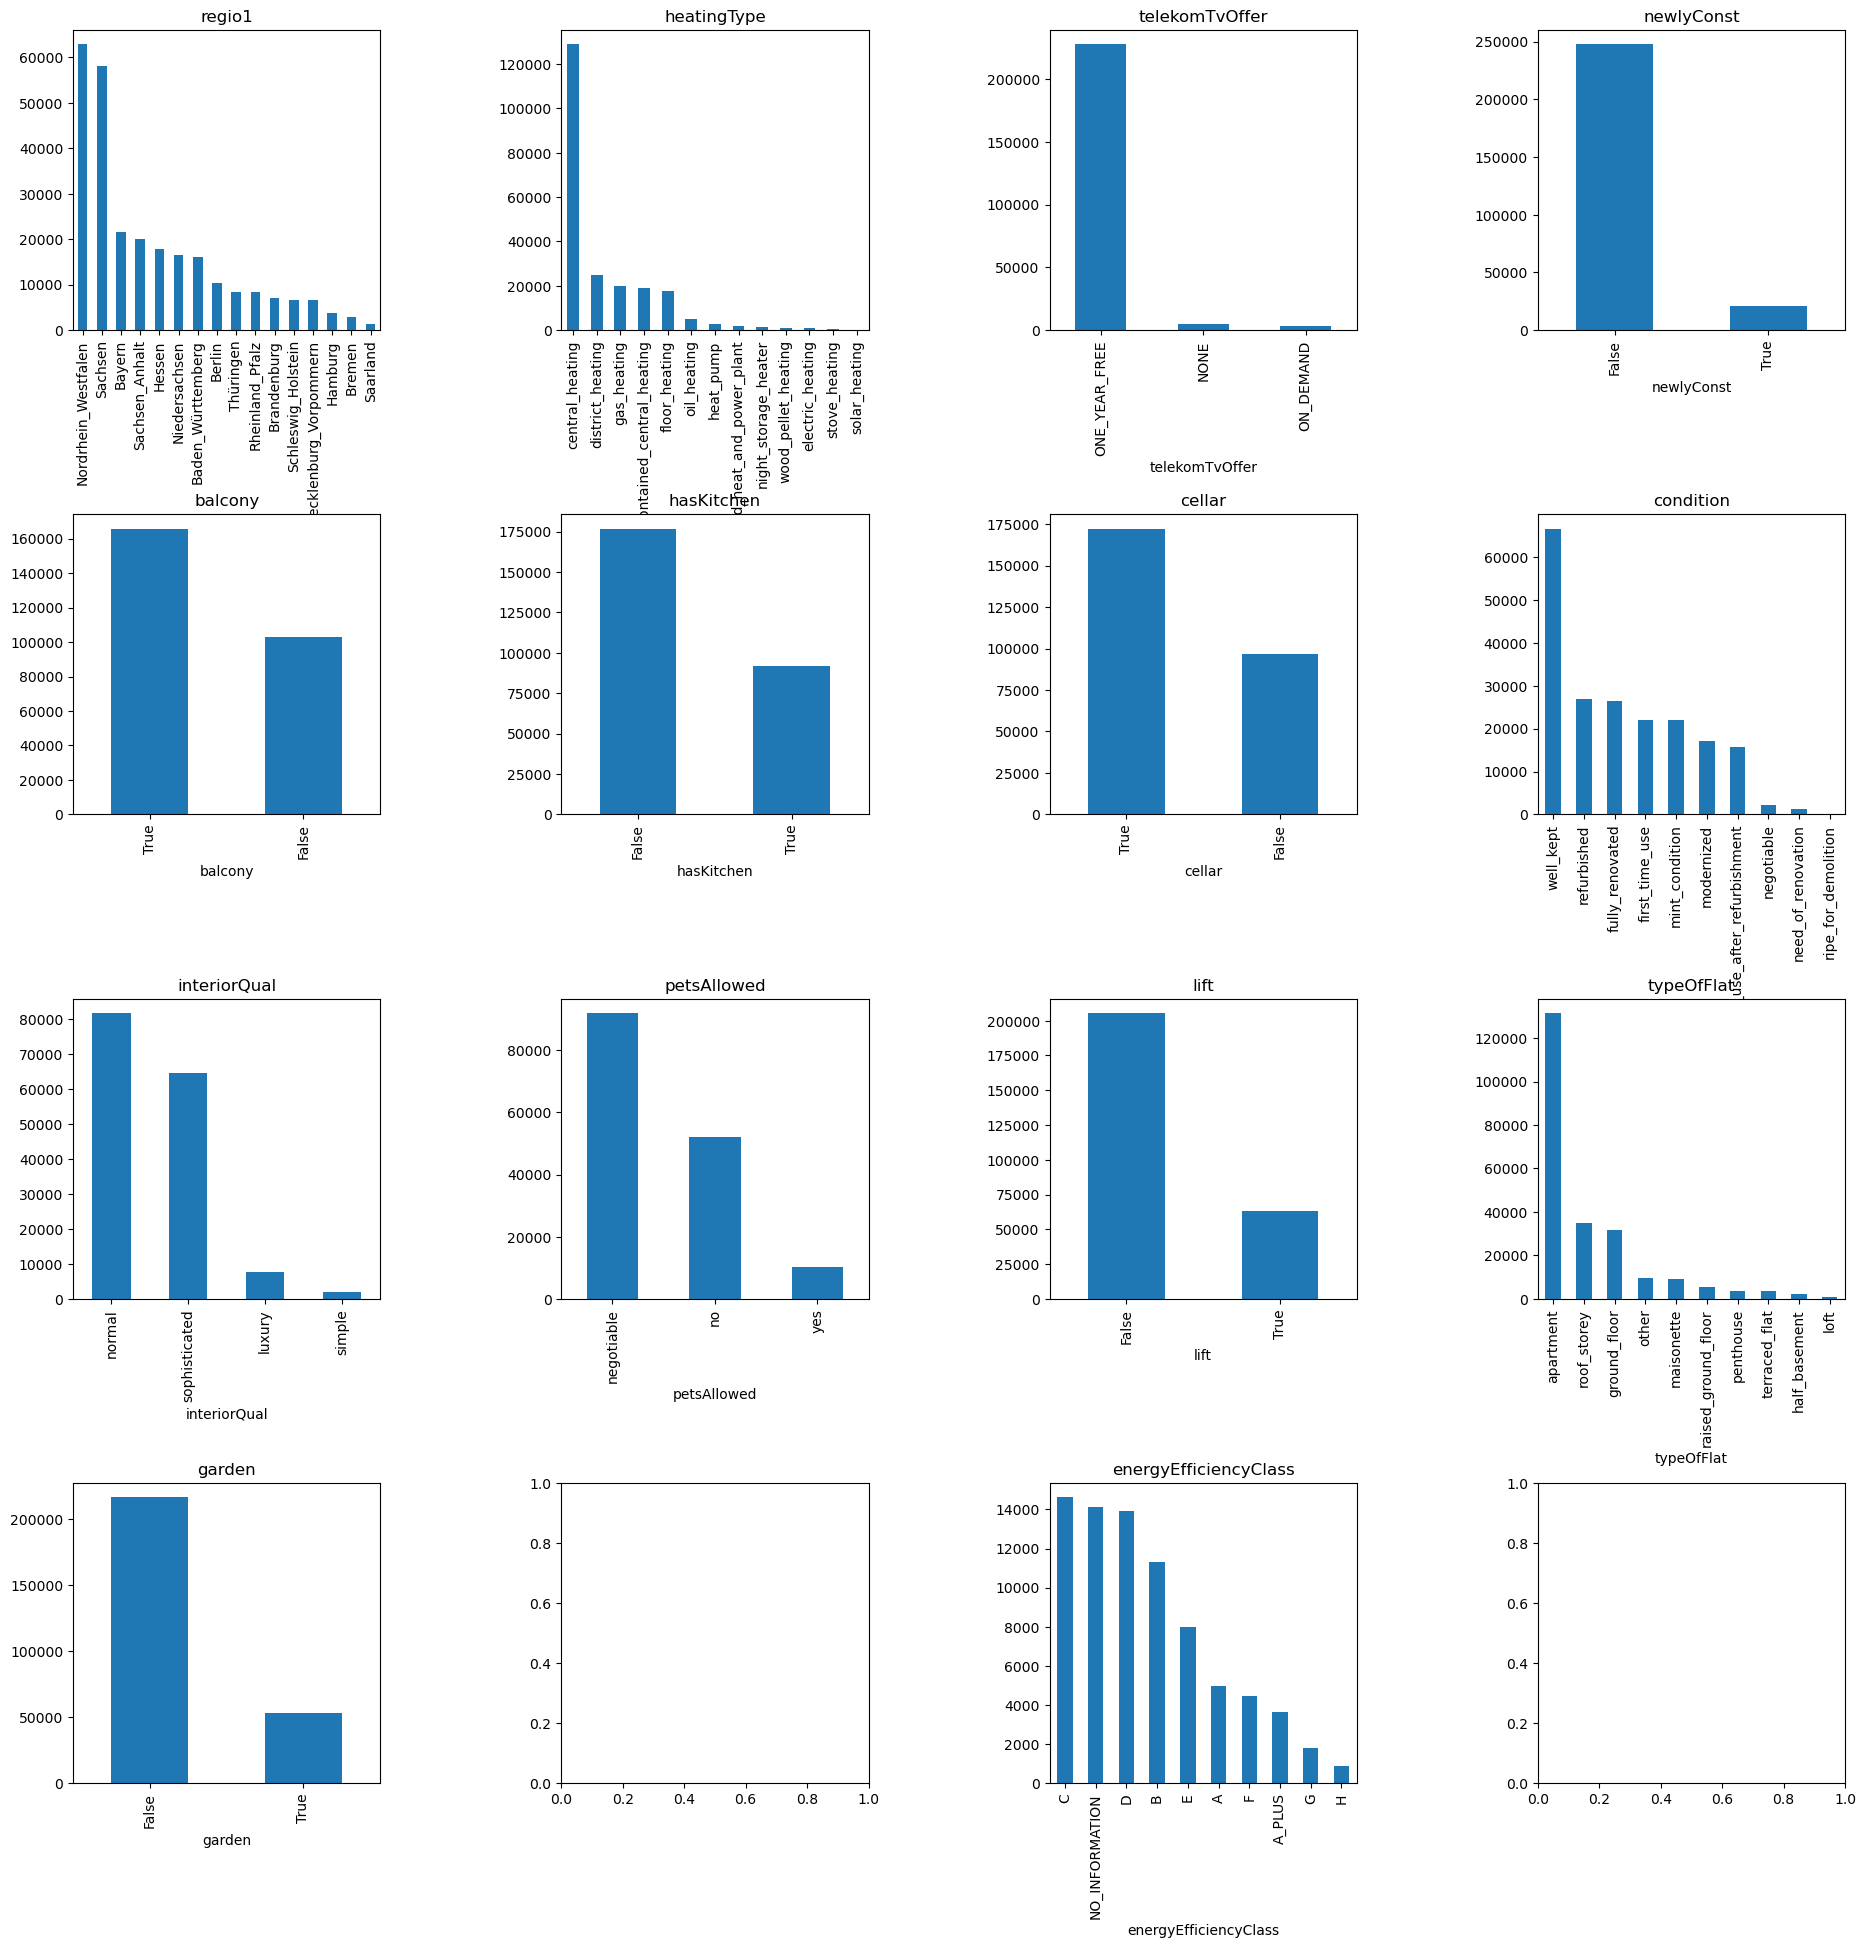 regio1
60000
50000
40000
30000
20000
10000
0
Nordrhein_Westfalen
Sachsen
Bayern
Sachsen_Anhalt
Hessen
Niedersachsen
Baden_Württemberg
Berlin
Thüringen
Rheinland_Pfalz
Brandenburg
Schleswig_Holstein
ecklenburg_Vorpommern
Hamburg
Bremen
Saarland
heatingType
120000
100000
80000
60000
40000
20000
0
central_heating
district_heating
gas_heating
ontained_central_heating
floor_heating
oil_heating
heat_pump
heat_and_power_plant
night_storage_heater
wood_pellet_heating
electric_heating
stove_heating
solar_heating
telekomTvOffer
200000
150000
100000
50000
0
ONE_YEAR_FREE
NONE
ON_DEMAND
telekomTvOffer
newlyConst
250000
200000
150000
100000
50000
0
False
True
newlyConst
balcony
160000
140000
120000
100000
80000
60000
40000
20000
0
True
False
balcony
hasKitchen
175000
150000
125000
100000
75000
50000
25000
0
False
True
hasKitchen
cellar
175000
150000
125000
100000
75000
50000
25000
0
True
False
cellar
condition
60000
50000
40000
30000
20000
10000
0
well_kept
refurbished
fully_renovated
first_time_use
mint_condition
modernized
_use_after_refurbishment
negotiable
need_of_renovation
ripe_for_demolition
interiorQual
80000
70000
60000
50000
40000
30000
20000
10000
0
normal
sophisticated
luxury
simple
interiorQual
petsAllowed
80000
60000
40000
20000
0
negotiable
no
yes
petsAllowed
lift
200000
175000
150000
125000
100000
75000
50000
25000
0
False
True
lift
typeOfFlat
120000
100000
80000
60000
40000
20000
0
apartment
roof_storey
ground_floor
other
maisonette
raised_ground_floor
penthouse
terraced_flat
half_basement
loft
typeOfFlat
garden
200000
150000
100000
50000
0
False
True
garden
1.0
0.8
0.6
0.4
0.2
0.0
0.0 0.2 0.4 0.6 0.8 1.0
energyEfficiencyClass
14000
12000
10000
8000
6000
4000
2000
0
C
NO_INFORMATION
D
B
E
A
F
A_PLUS
G
H
energyEfficiencyClass
1.0
0.8
0.6
0.4
0.2
0.0
0.0 0.2 0.4 0.6 0.8 1.0